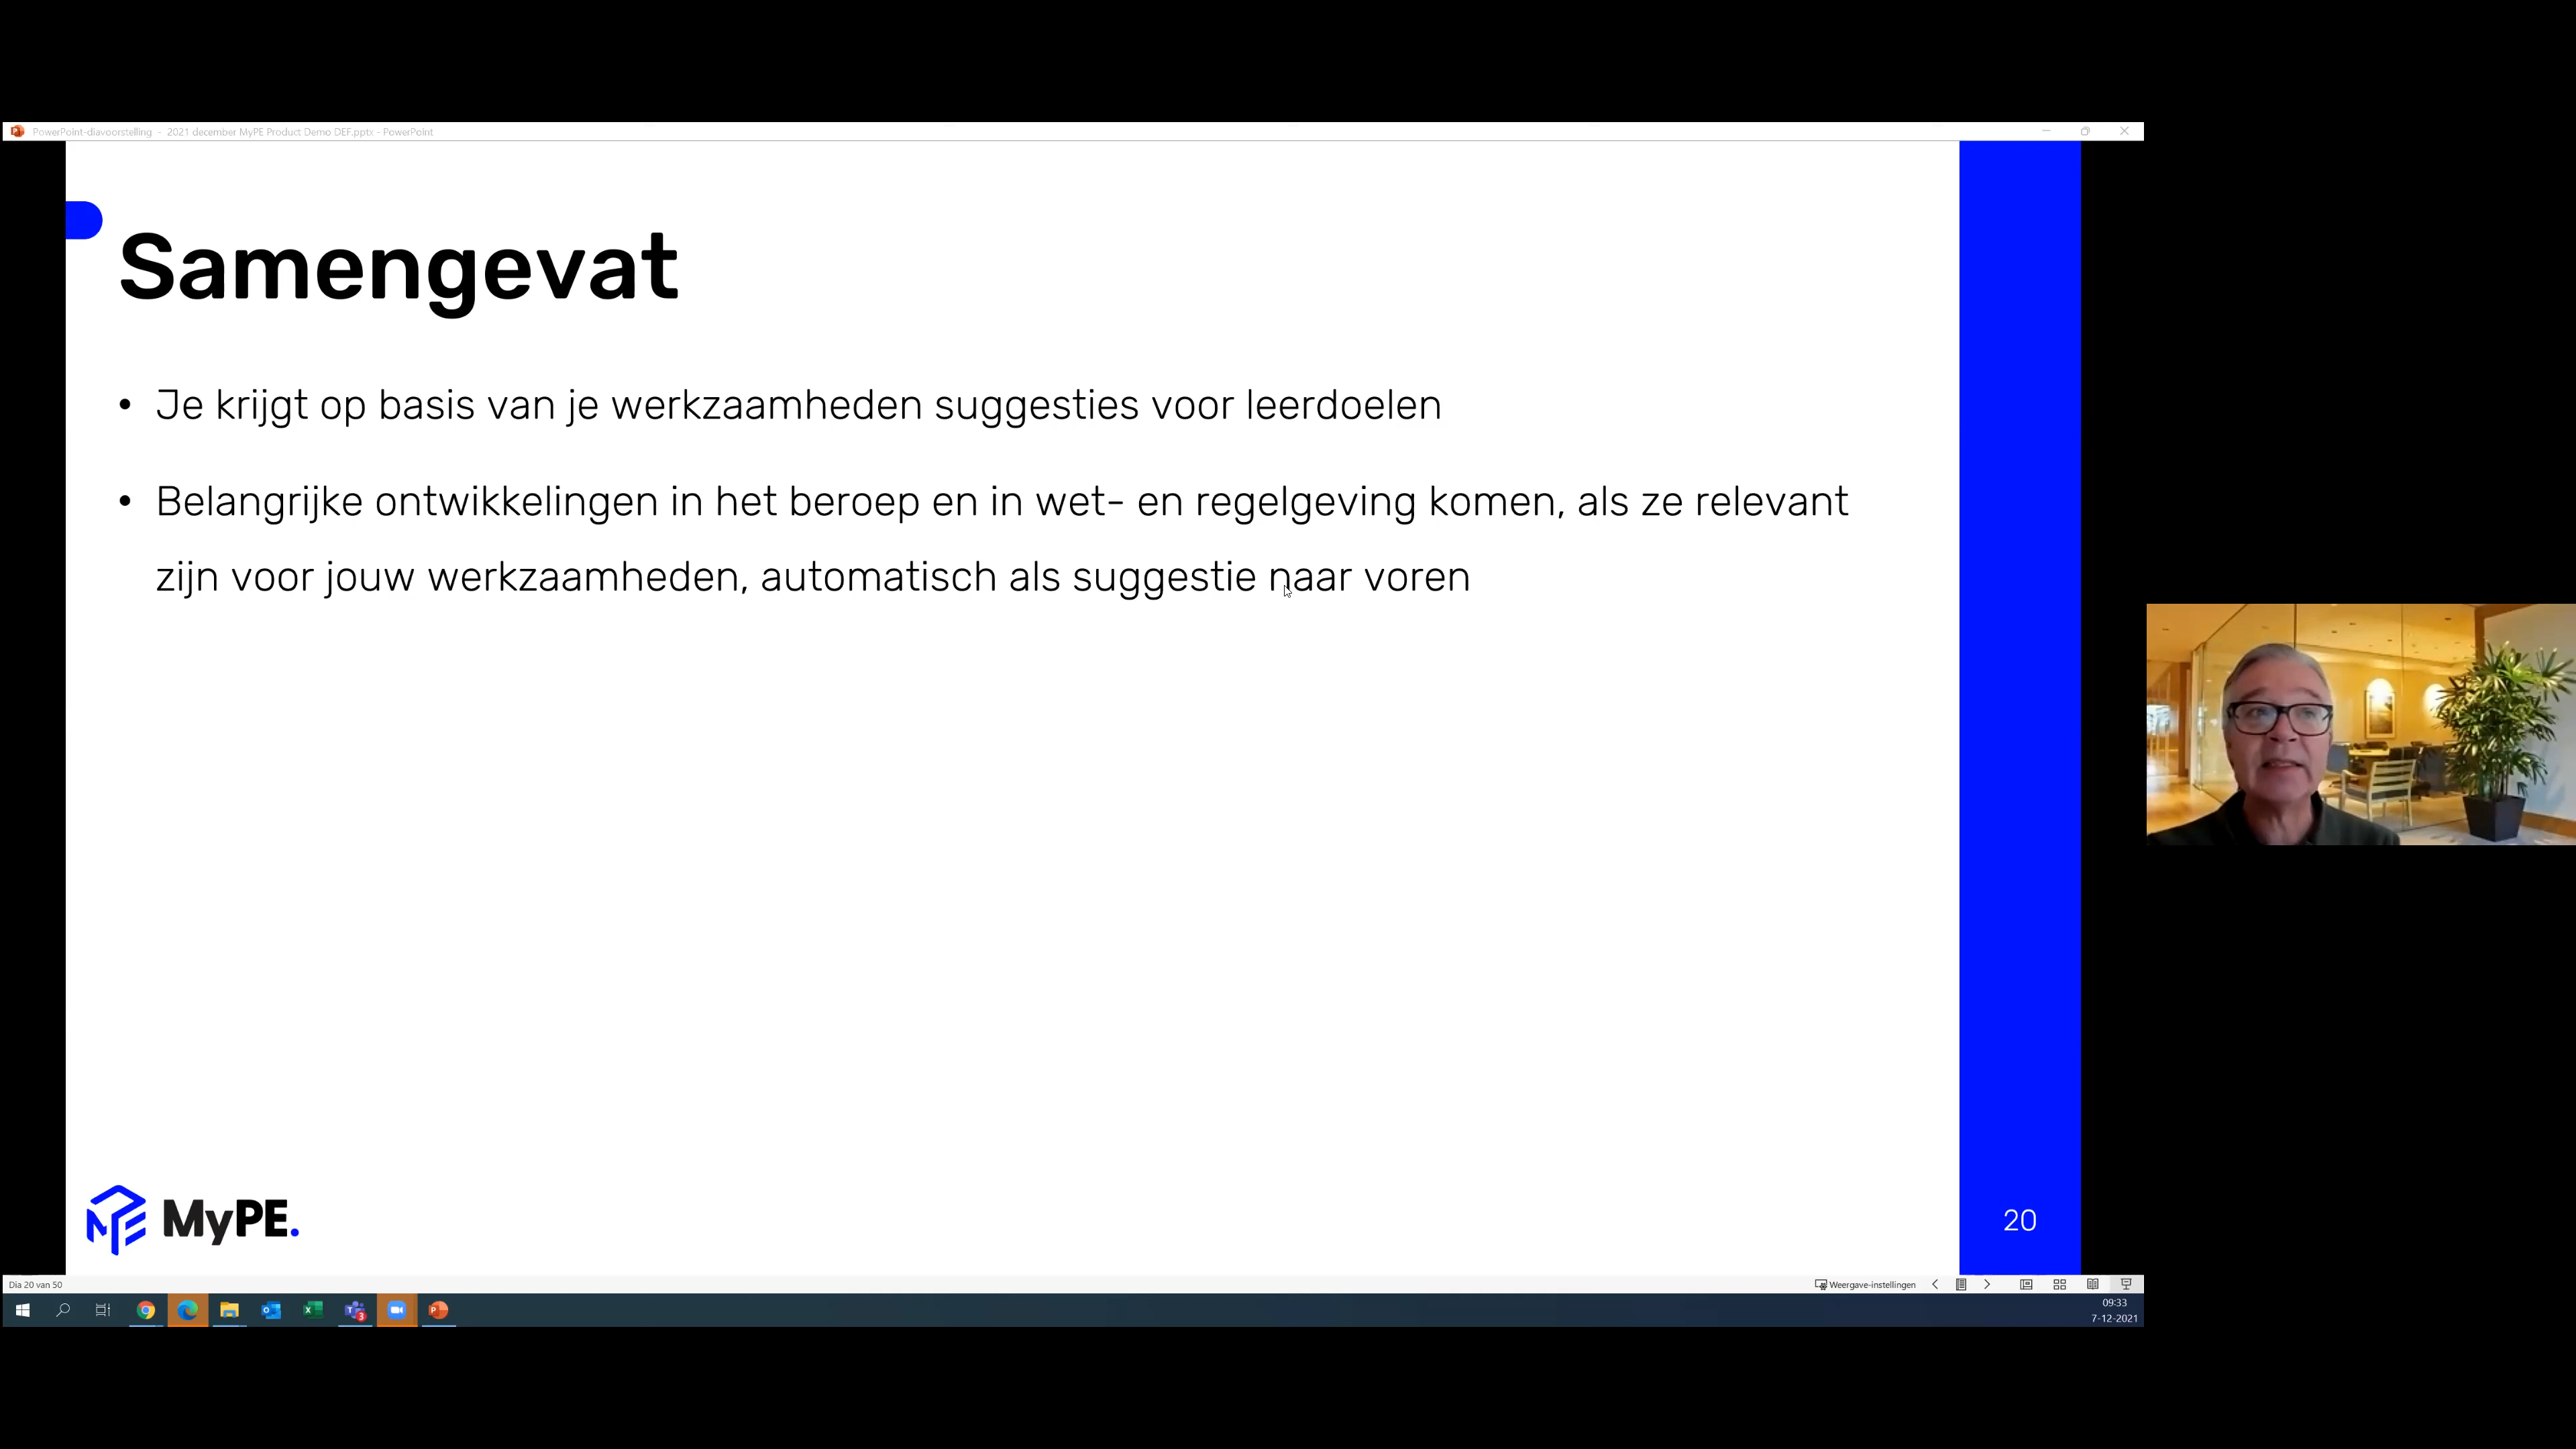 PowerPoint-diavoorstelling - 2021 december MyPE Product Demo DEF.pptx - PowerPoint
Samengevat
• Je krijgt op basis van je werkzaamheden suggesties voor leerdoelen
• Belangrijke ontwikkelingen in het beroep en in wet- en regelgeving komen, als ze relevant
zijn voor jouw werkzaamheden, automatisch als suggestie naar voren
MyPE.
20
Dia 20 van 50
Weergave-instellingen
3
09:33
7-12-2021